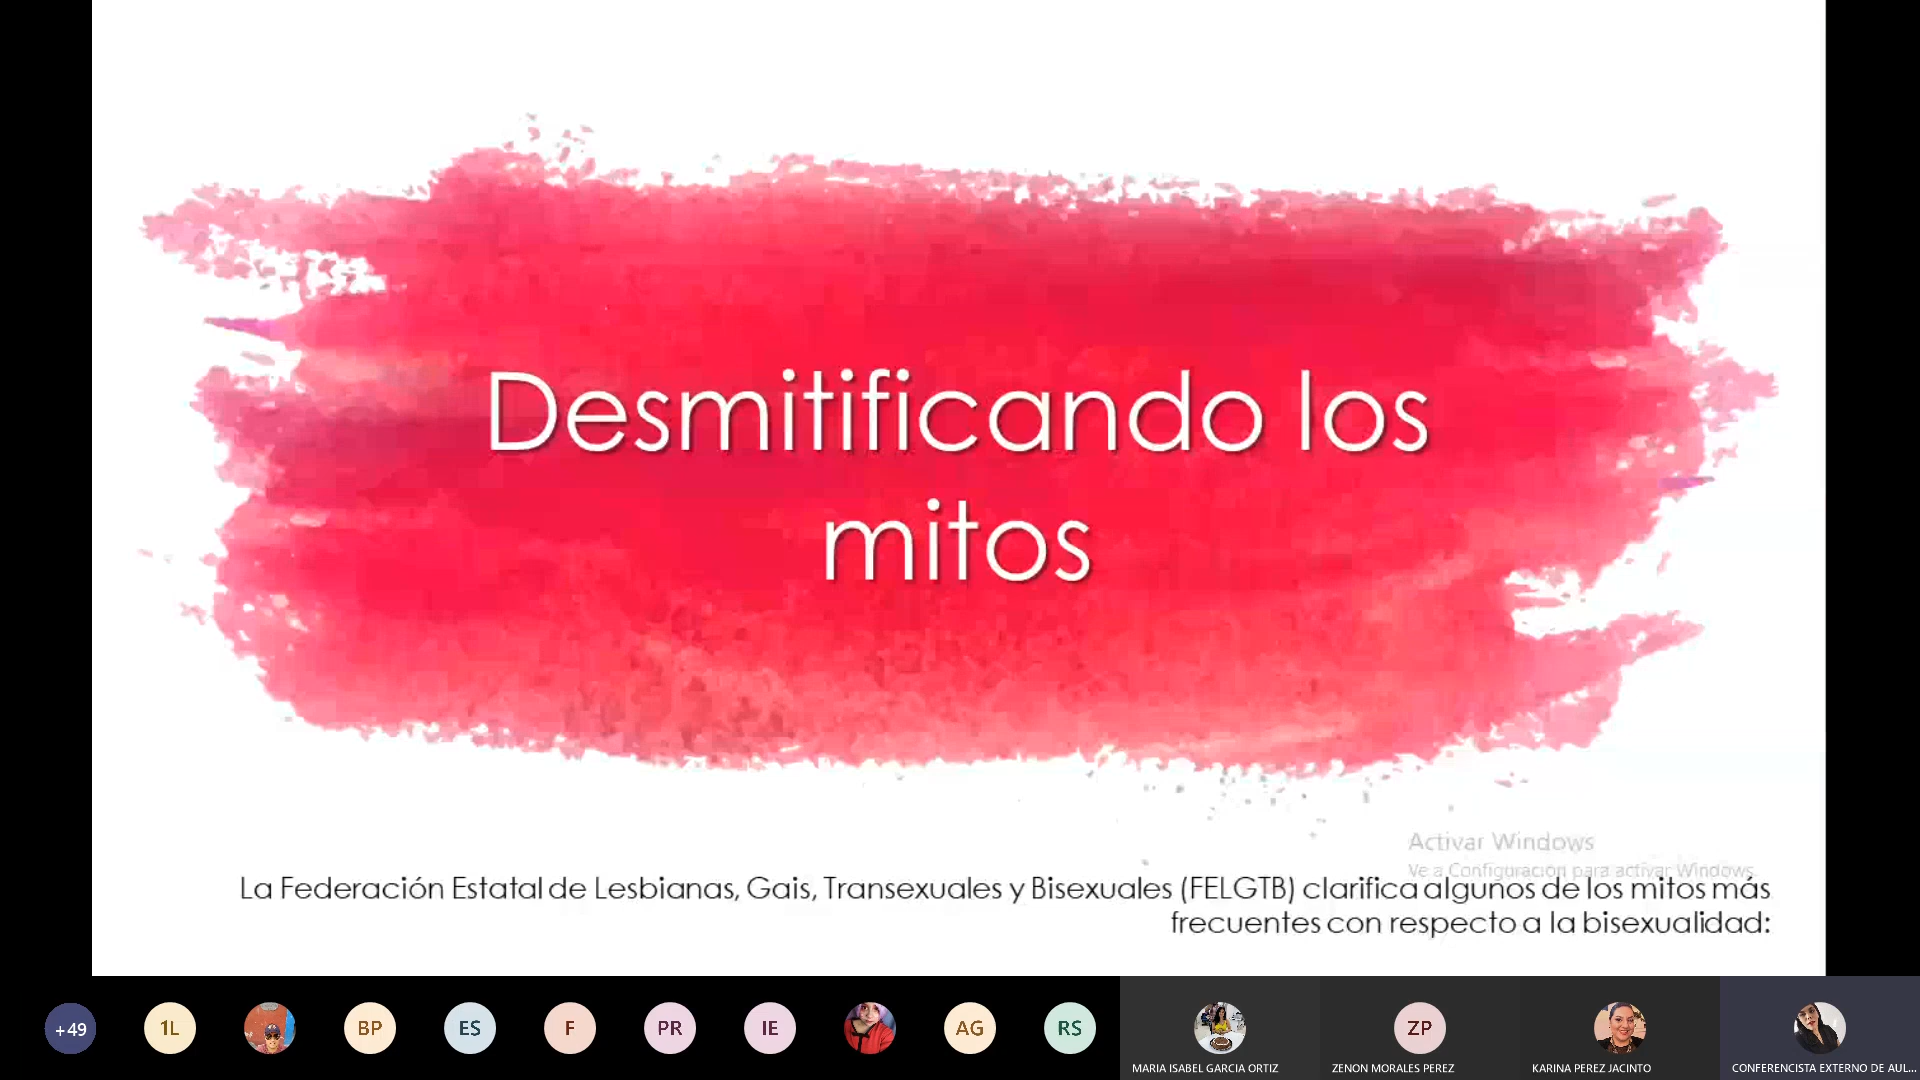 Desmitificando los
mitos
Activar Windows
Ve a Configuración para activar Windows.
La Federación Estatal de Lesbianas, Gais, Transexuales y Bisexuales (FELGTB) clarifica algunos de los mitos más
frecuentes con respecto a la bisexualidad:
+49
1L
BP
ES
F
PR
IE
AG
RS
ZP
MARIA ISABEL GARCIA ORTIZ
ZENON MORALES PEREZ
KARINA PEREZ JACINTO
CONFERENCISTA EXTERNO DE AUL...